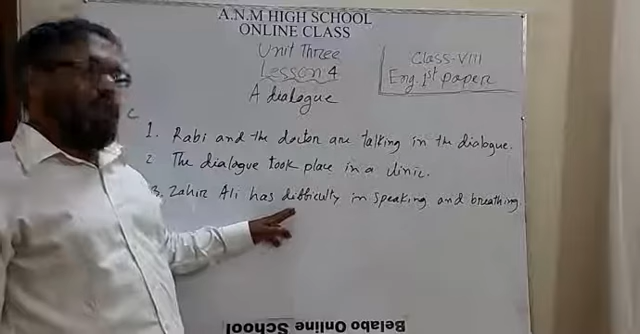 A.N.M HIGH SCHOOL
ONLINE CLASS
Unit Three
Lesson 4
A dialogue
Class-VIII
Eng. 1st paper
C
1. Rabi and the doctor are talking in the dialogue.
2 The dialogue took place in a clinic.
3. Zahir Ali has difficulty in speaking and breathing
Belabo Online School